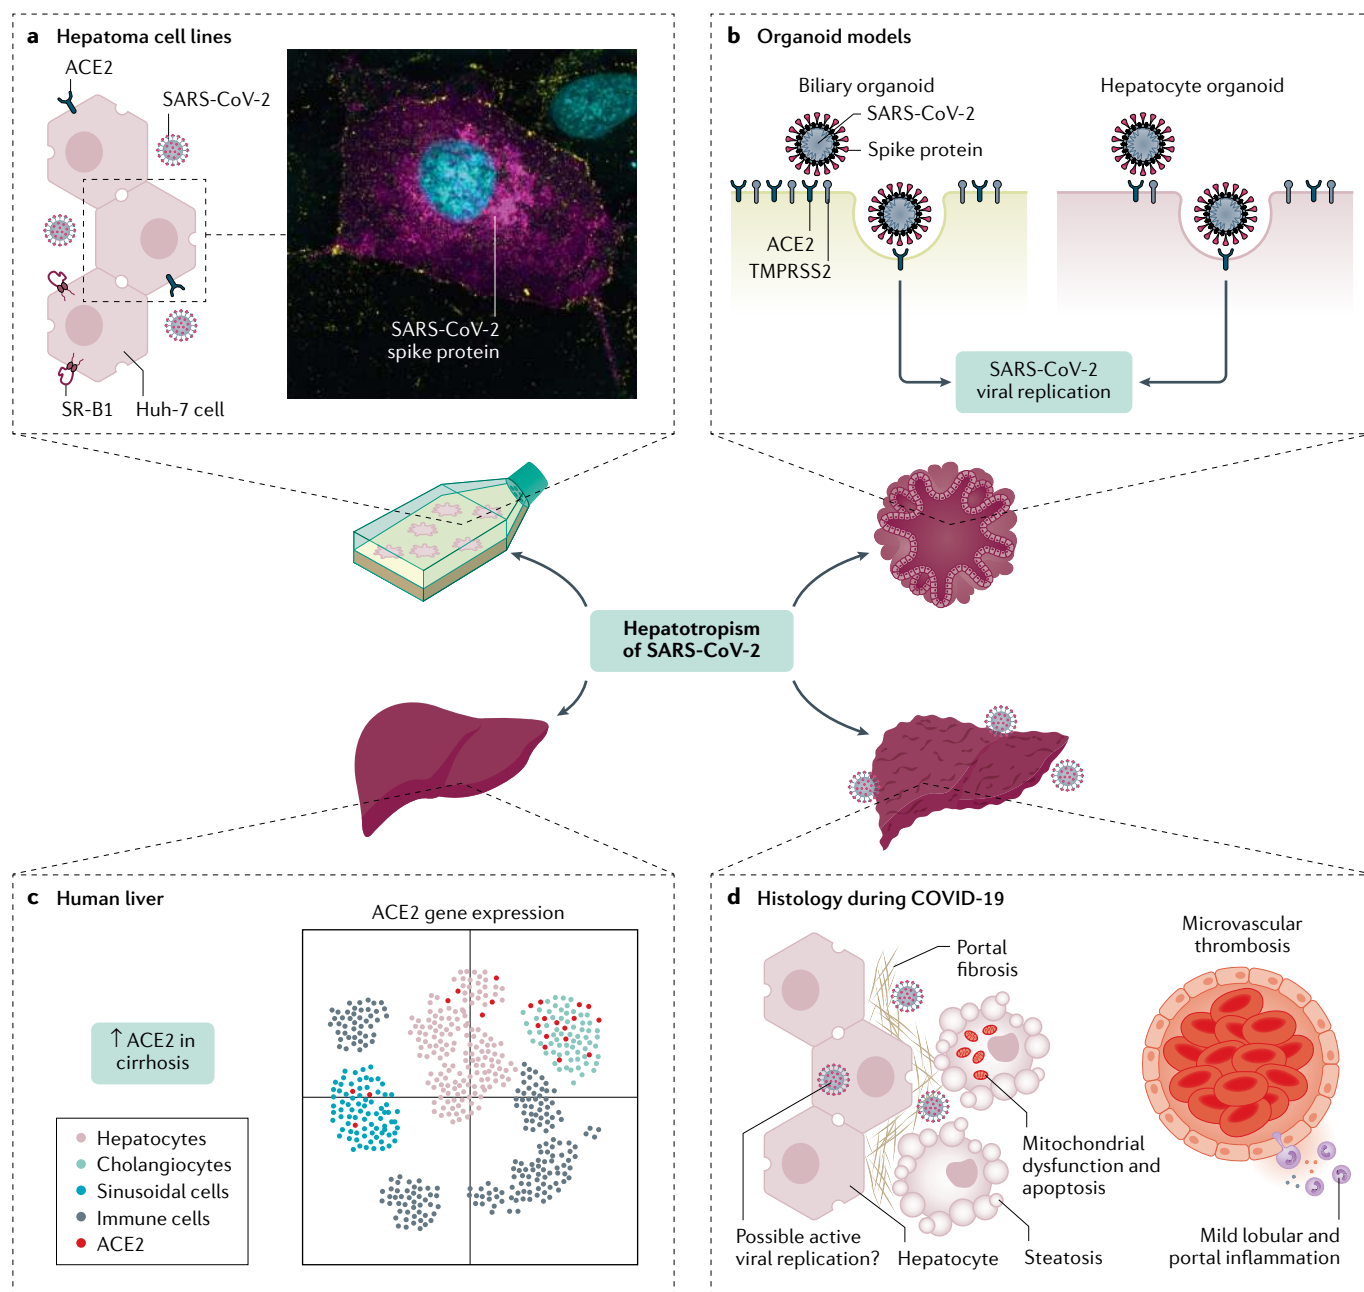 a Hepatoma cell lines
ACE2
SARS-CoV-2
SARS-CoV-2
spike protein
SR-B1
Huh-7 cell
b Organoid models
Biliary organoid
Hepatocyte organoid
SARS-CoV-2
Spike protein
ACE2
TMPRSS2
SARS-CoV-2
viral replication
Hepatotropism
of SARS-CoV-2
c Human liver
ACE2 gene expression
↑ ACE2 in
cirrhosis
Hepatocytes
Cholangiocytes
Sinusoidal cells
Immune cells
ACE2
d Histology during COVID-19
Portal
fibrosis
Microvascular
thrombosis
Mitochondrial
dysfunction and
apoptosis
Possible active
viral replication?
Hepatocyte
Steatosis
Mild lobular and
portal inflammation